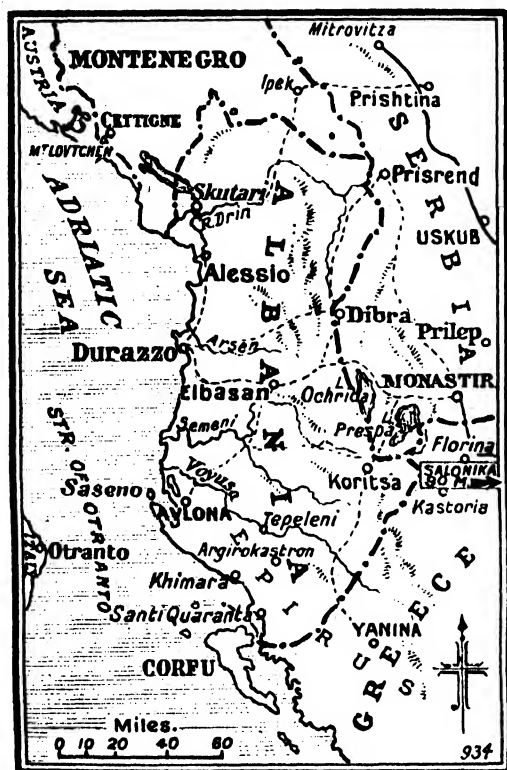 Mitrovitza
MONTENEGRO
AUSTRIA
Ipek
Prishtina
CETTIGNE
MT LOVTCHEN
SERBIA
Prisrend
Skutari
R. Drin
USKUB
ADRIATIC SEA
ALBANIA
Alessio
Dibra
Prilep
Durazzo
Arsen
Elbasan
L. Ochrida
MONASTIR
L. Prespa
Semeni
Florina
STR. OF OTRANTO
Voyusa
Koritsa
SALONIKA
80 M.
Saseno
AVLONA
Kastoria
Tepeleni
Otranto
Argirokastron
EPIRUS
GREECE
Khimara
Santi Quaranta
YANINA
CORFU
Miles.
0 10 20 40 60
934